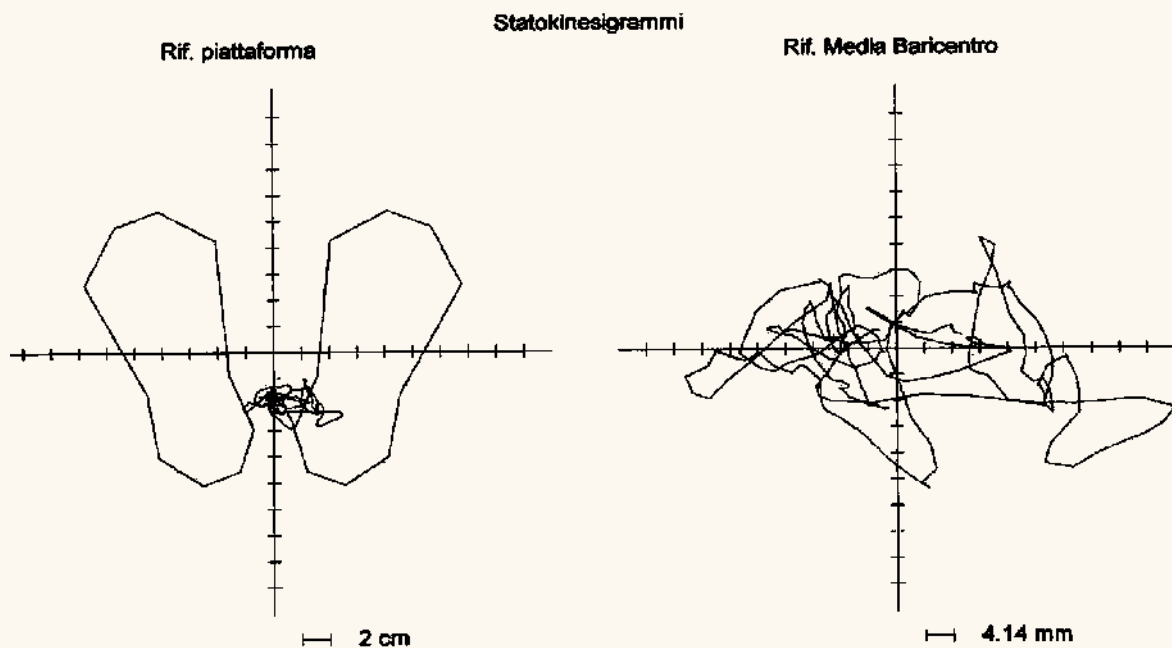 Statokinesigrammi
Rif. piattaforma
Rif. Media Baricentro
2 cm
4.14 mm